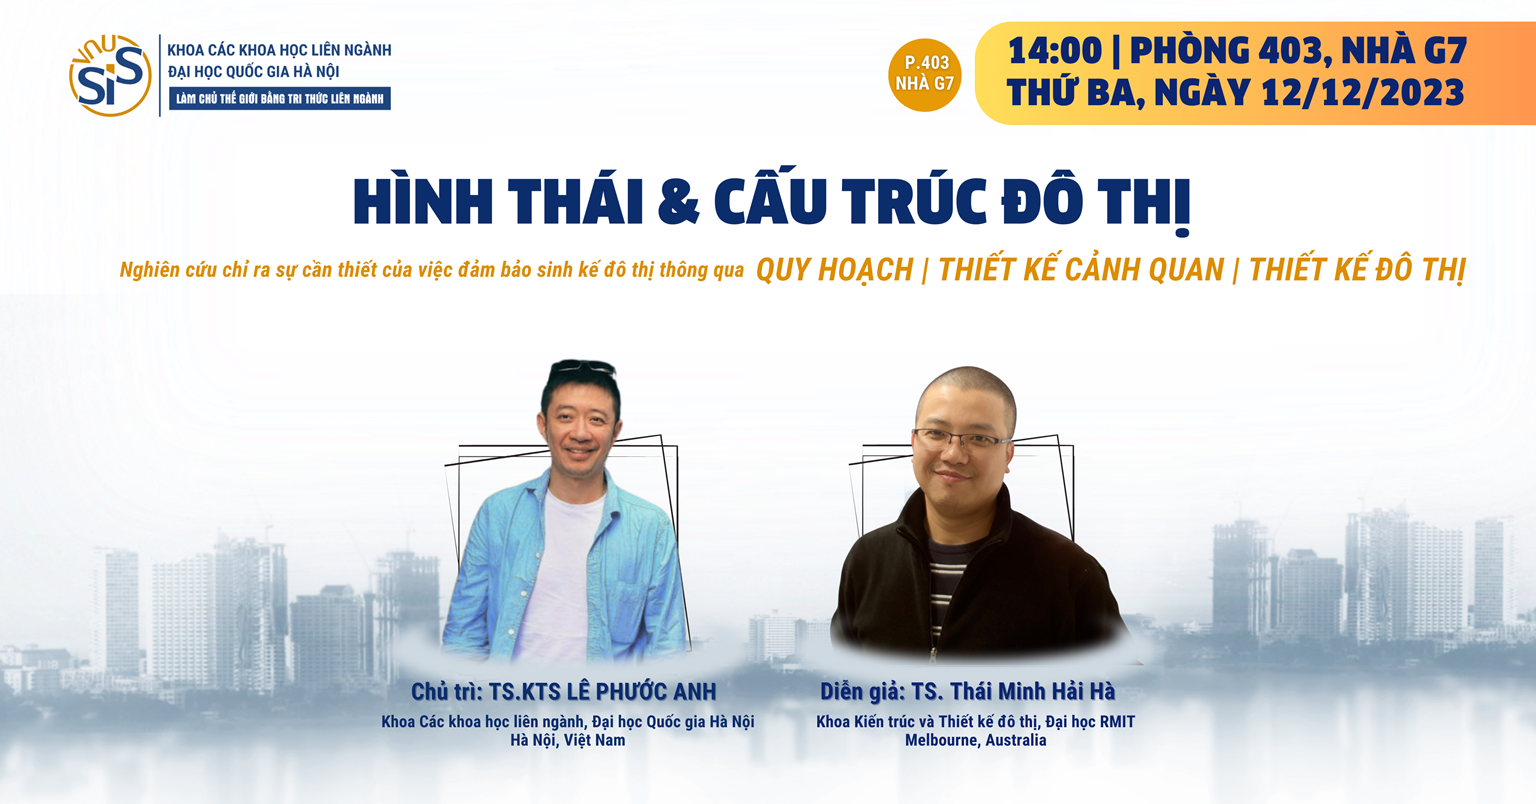 VNU
SIS
KHOA CÁC KHOA HỌC LIÊN NGÀNH
ĐẠI HỌC QUỐC GIA HÀ NỘI
LÀM CHỦ THẾ GIỚI BẰNG TRI THỨC LIÊN NGÀNH
P.403
NHÀ G7
14:00 | PHÒNG 403, NHÀ G7
THỨ BA, NGÀY 12/12/2023
HÌNH THÁI & CẤU TRÚC ĐÔ THỊ
Nghiên cứu chỉ ra sự cần thiết của việc đảm bảo sinh kế đô thị thông qua QUY HOẠCH | THIẾT KẾ CẢNH QUAN | THIẾT KẾ ĐÔ THỊ
Chủ trì: TS.KTS LÊ PHƯỚC ANH
Khoa Các khoa học liên ngành, Đại học Quốc gia Hà Nội
Hà Nội, Việt Nam
Diễn giả: TS. Thái Minh Hải Hà
Khoa Kiến trúc và Thiết kế đô thị, Đại học RMIT
Melbourne, Australia